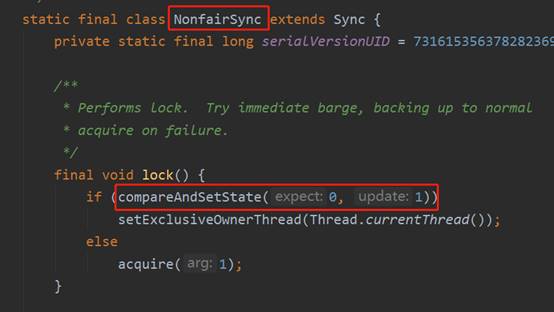 static final class NonfairSync extends Sync {
private static final long serialVersionUID = 731615356378282369
/**
* Performs lock.  Try immediate barge, backing up to normal
* acquire on failure.
*/
final void lock() {
if (compareAndSetState( expect: 0, update: 1))
setExclusiveOwnerThread(Thread.currentThread());
else
acquire( arg: 1);
}